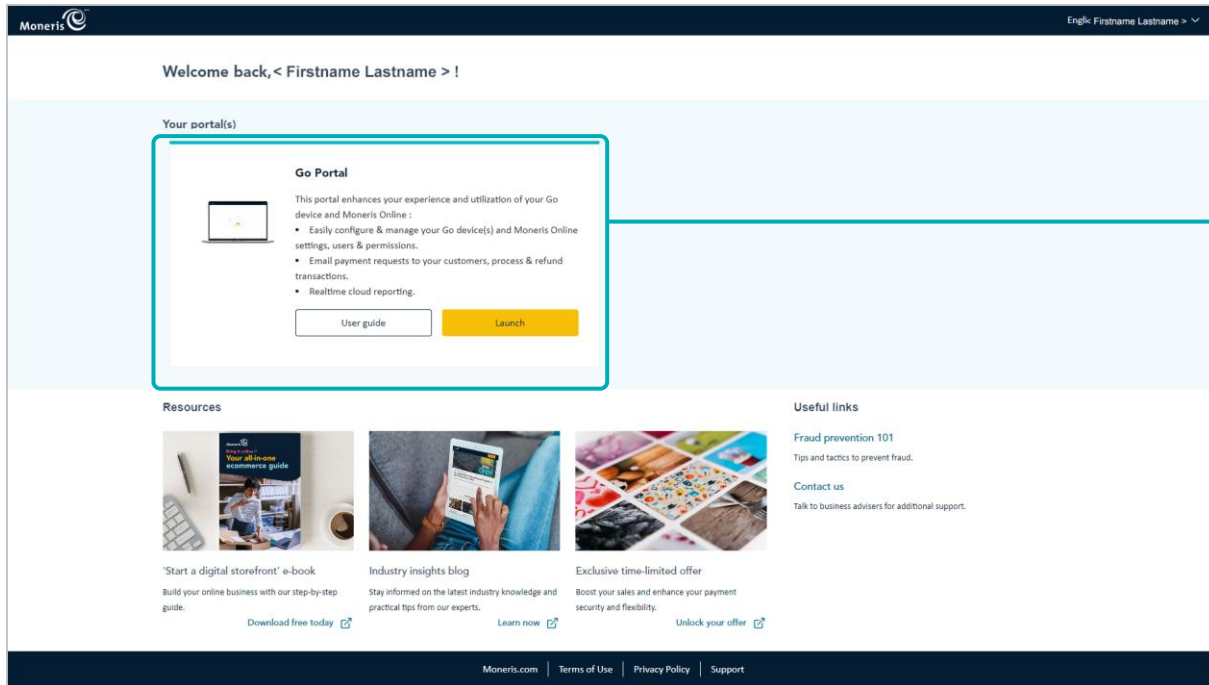 Moneris
Englis Firstname Lastname >
Welcome back,< Firstname Lastname > !
Your portal(s)
Go Portal
This portal enhances your experience and utilization of your Go
device and Moneris Online :
▪ Easily configure & manage your Go device(s) and Moneris Online
settings, users & permissions.
▪ Email payment requests to your customers, process & refund
transactions.
▪ Realtime cloud reporting.
User guide
Launch
Resources
Useful links
Moneris
Your all-in-one
ecommerce guide
Fraud prevention 101
Tips and tactics to prevent fraud.
Contact us
Talk to business advisers for additional support.
'Start a digital storefront' e-book
Build your online business with our step-by-step
guide.
Download free today
Industry insights blog
Stay informed on the latest industry knowledge and
practical tips from our experts.
Learn now
Exclusive time-limited offer
Boost your sales and enhance your payment
security and flexibility.
Unlock your offer
Moneris.com | Terms of Use | Privacy Policy | Support